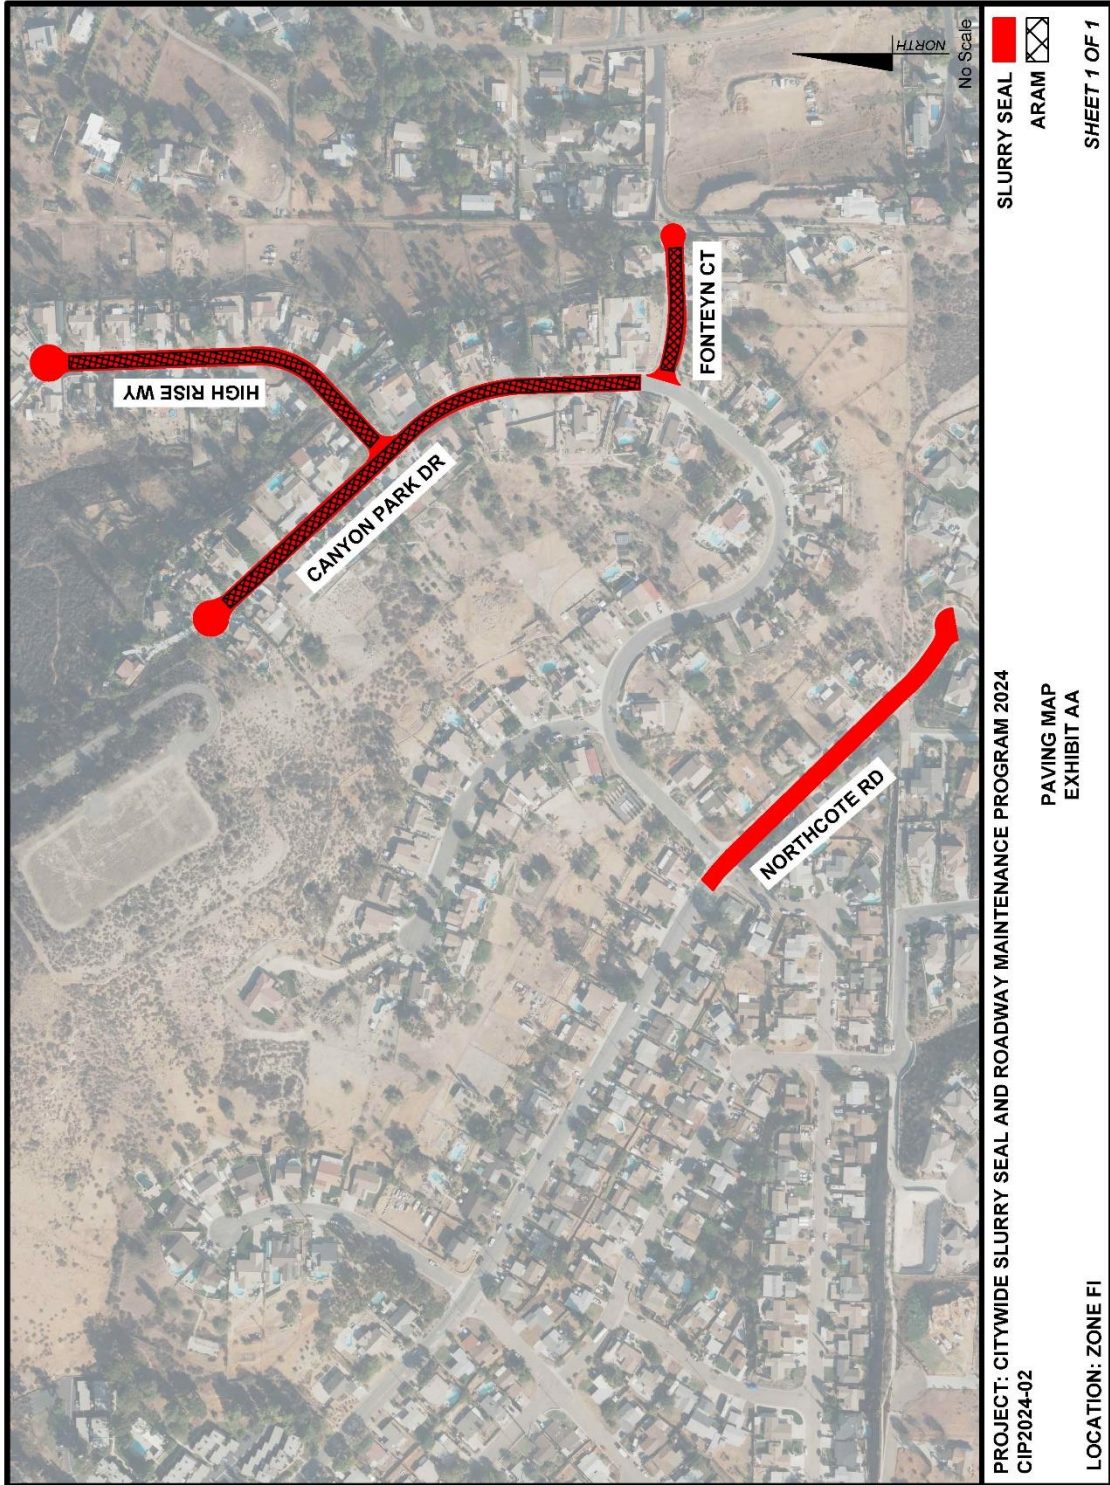 HIGH RISE WY
CANYON PARK DR
FONTEYN CT
NORTHCOTE RD
NORTH
No Scale
PROJECT: CITYWIDE SLURRY SEAL AND ROADWAY MAINTENANCE PROGRAM 2024
CIP2024-02
PAVING MAP
EXHIBIT AA
LOCATION: ZONE FI
SLURRY SEAL
ARAM
SHEET 1 OF 1